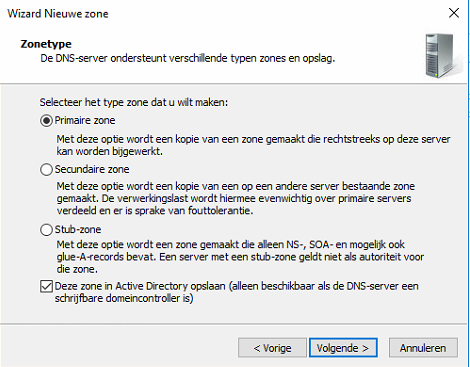 Wizard Nieuwe zone
Zonetype
De DNS-server ondersteunt verschillende typen zones en opslag.
Selecteer het type zone dat u wilt maken:
Primaire zone
Met deze optie wordt een kopie van een zone gemaakt die rechtstreeks op deze server
kan worden bijgewerkt.
Secundaire zone
Met deze optie wordt een kopie van een op een andere server bestaande zone
gemaakt. De verwerkingslast wordt hiermee evenwichtig over primaire servers
verdeeld en er is sprake van fouttolerantie.
Stub-zone
Met deze optie wordt een zone gemaakt die alleen NS-, SOA- en mogelijk ook
glue-A-records bevat. Een server met een stub-zone geldt niet als autoriteit voor
die zone.
Deze zone in Active Directory opslaan (alleen beschikbaar als de DNS-server een
schrijfbare domeincontroller is)
< Vorige Volgende > Annuleren